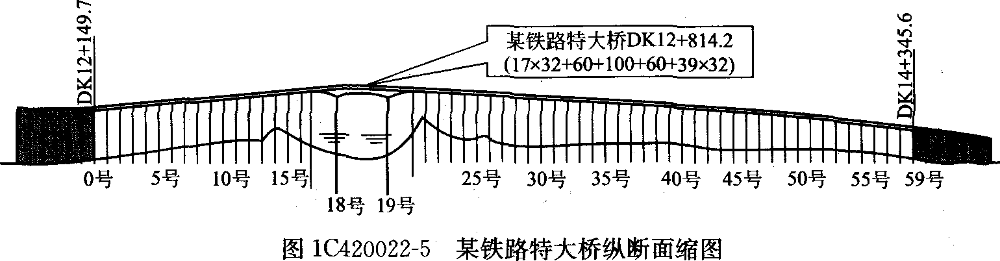 DK12+149.7
某铁路特大桥DK12+814.2
(17×32+60+100+60+39×32)
DK14+345.6
0号 5号 10号 15号 25号 30号 35号 40号 45号 50号 55号 59号
18号 19号
图 1C420022-5 某铁路特大桥纵断面缩图